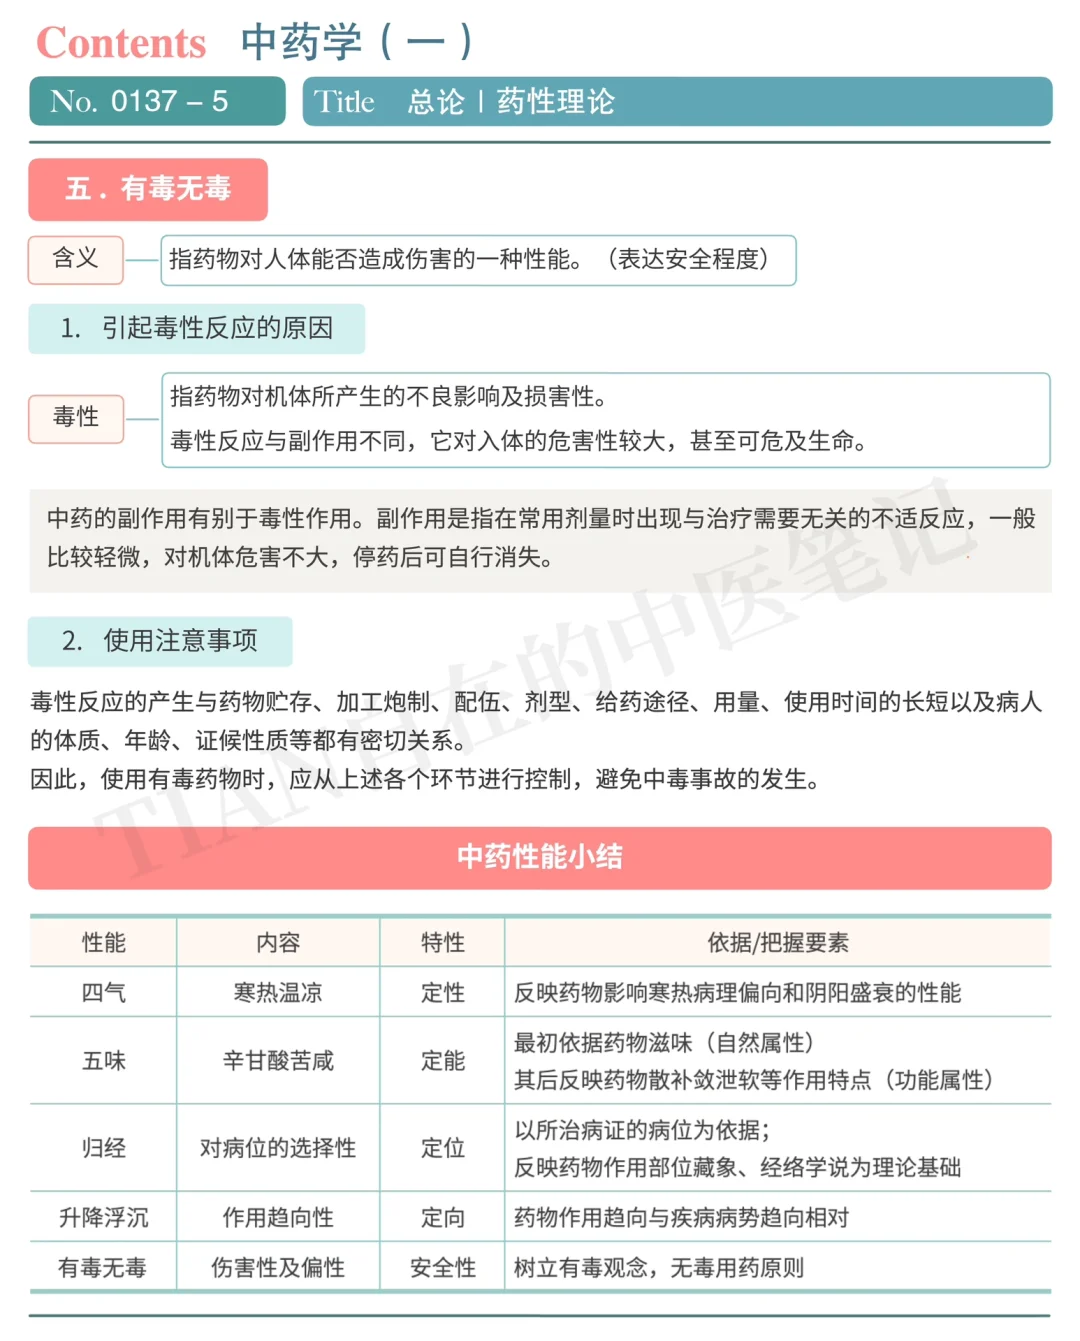 Contents 中药学（一）
No. 0137 – 5 Title 总论 | 药性理论
五 . 有毒无毒
含义 指药物对人体能否造成伤害的一种性能。（表达安全程度）
1. 引起毒性反应的原因
毒性
指药物对机体所产生的不良影响及损害性。
毒性反应与副作用不同，它对入体的危害性较大，甚至可危及生命。
中药的副作用有别于毒性作用。副作用是指在常用剂量时出现与治疗需要无关的不适反应，一般
比较轻微，对机体危害不大，停药后可自行消失。
2. 使用注意事项
毒性反应的产生与药物贮存、加工炮制、配伍、剂型、给药途径、用量、使用时间的长短以及病人
的体质、年龄、证候性质等都有密切关系。
因此，使用有毒药物时，应从上述各个环节进行控制，避免中毒事故的发生。
TIAN自在的中医笔记
中药性能小结
性能 内容 特性 依据/把握要素
四气 寒热温凉 定性 反映药物影响寒热病理偏向和阴阳盛衰的性能
五味 辛甘酸苦咸 定能 最初依据药物滋味（自然属性）
其后反映药物散补敛泄软等作用特点（功能属性）
归经 对病位的选择性 定位 以所治病证的病位为依据；
反映药物作用部位藏象、经络学说为理论基础
升降浮沉 作用趋向性 定向 药物作用趋向与疾病病势趋向相对
有毒无毒 伤害性及偏性 安全性 树立有毒观念，无毒用药原则